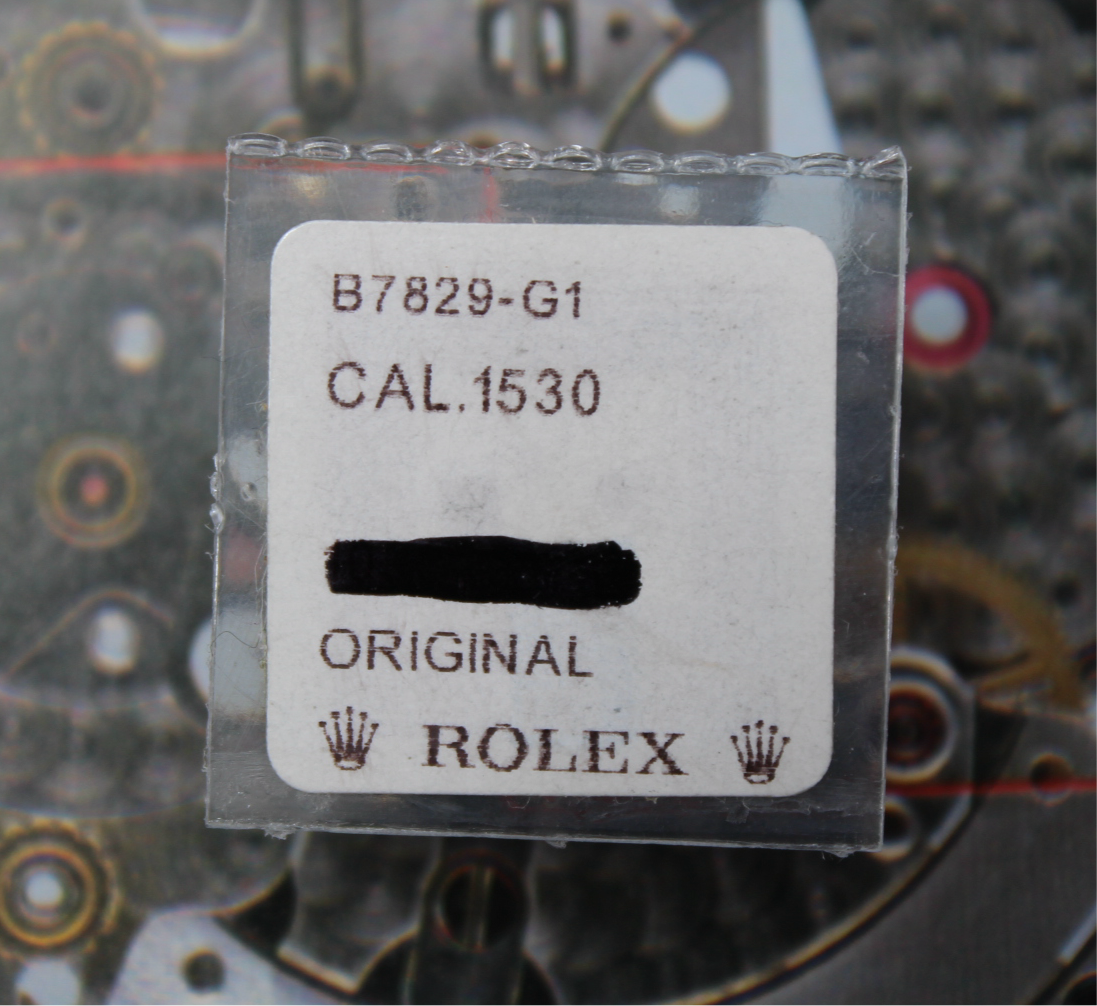 B7829-G1
CAL.1530
ORIGINAL
ROLEX